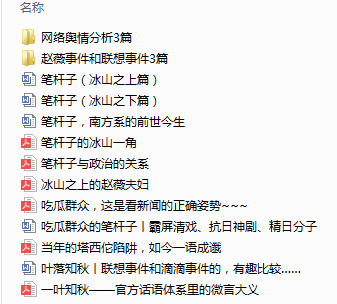 名称
网络舆情分析3篇
赵薇事件和联想事件3篇
笔杆子（冰山之上篇）
笔杆子（冰山之下篇）
笔杆子，南方系的前世今生
笔杆子的冰山一角
笔杆子与政治的关系
冰山之上的赵薇夫妇
吃瓜群众，这是看新闻的正确姿势~~~
吃瓜群众的笔杆子丨霸屏清戏、抗日神剧、精日分子
当年的塔西佗陷阱，如今一语成谶
叶落知秋丨联想事件和滴滴事件的，有趣比较......
一叶知秋——官方话语体系里的微言大义